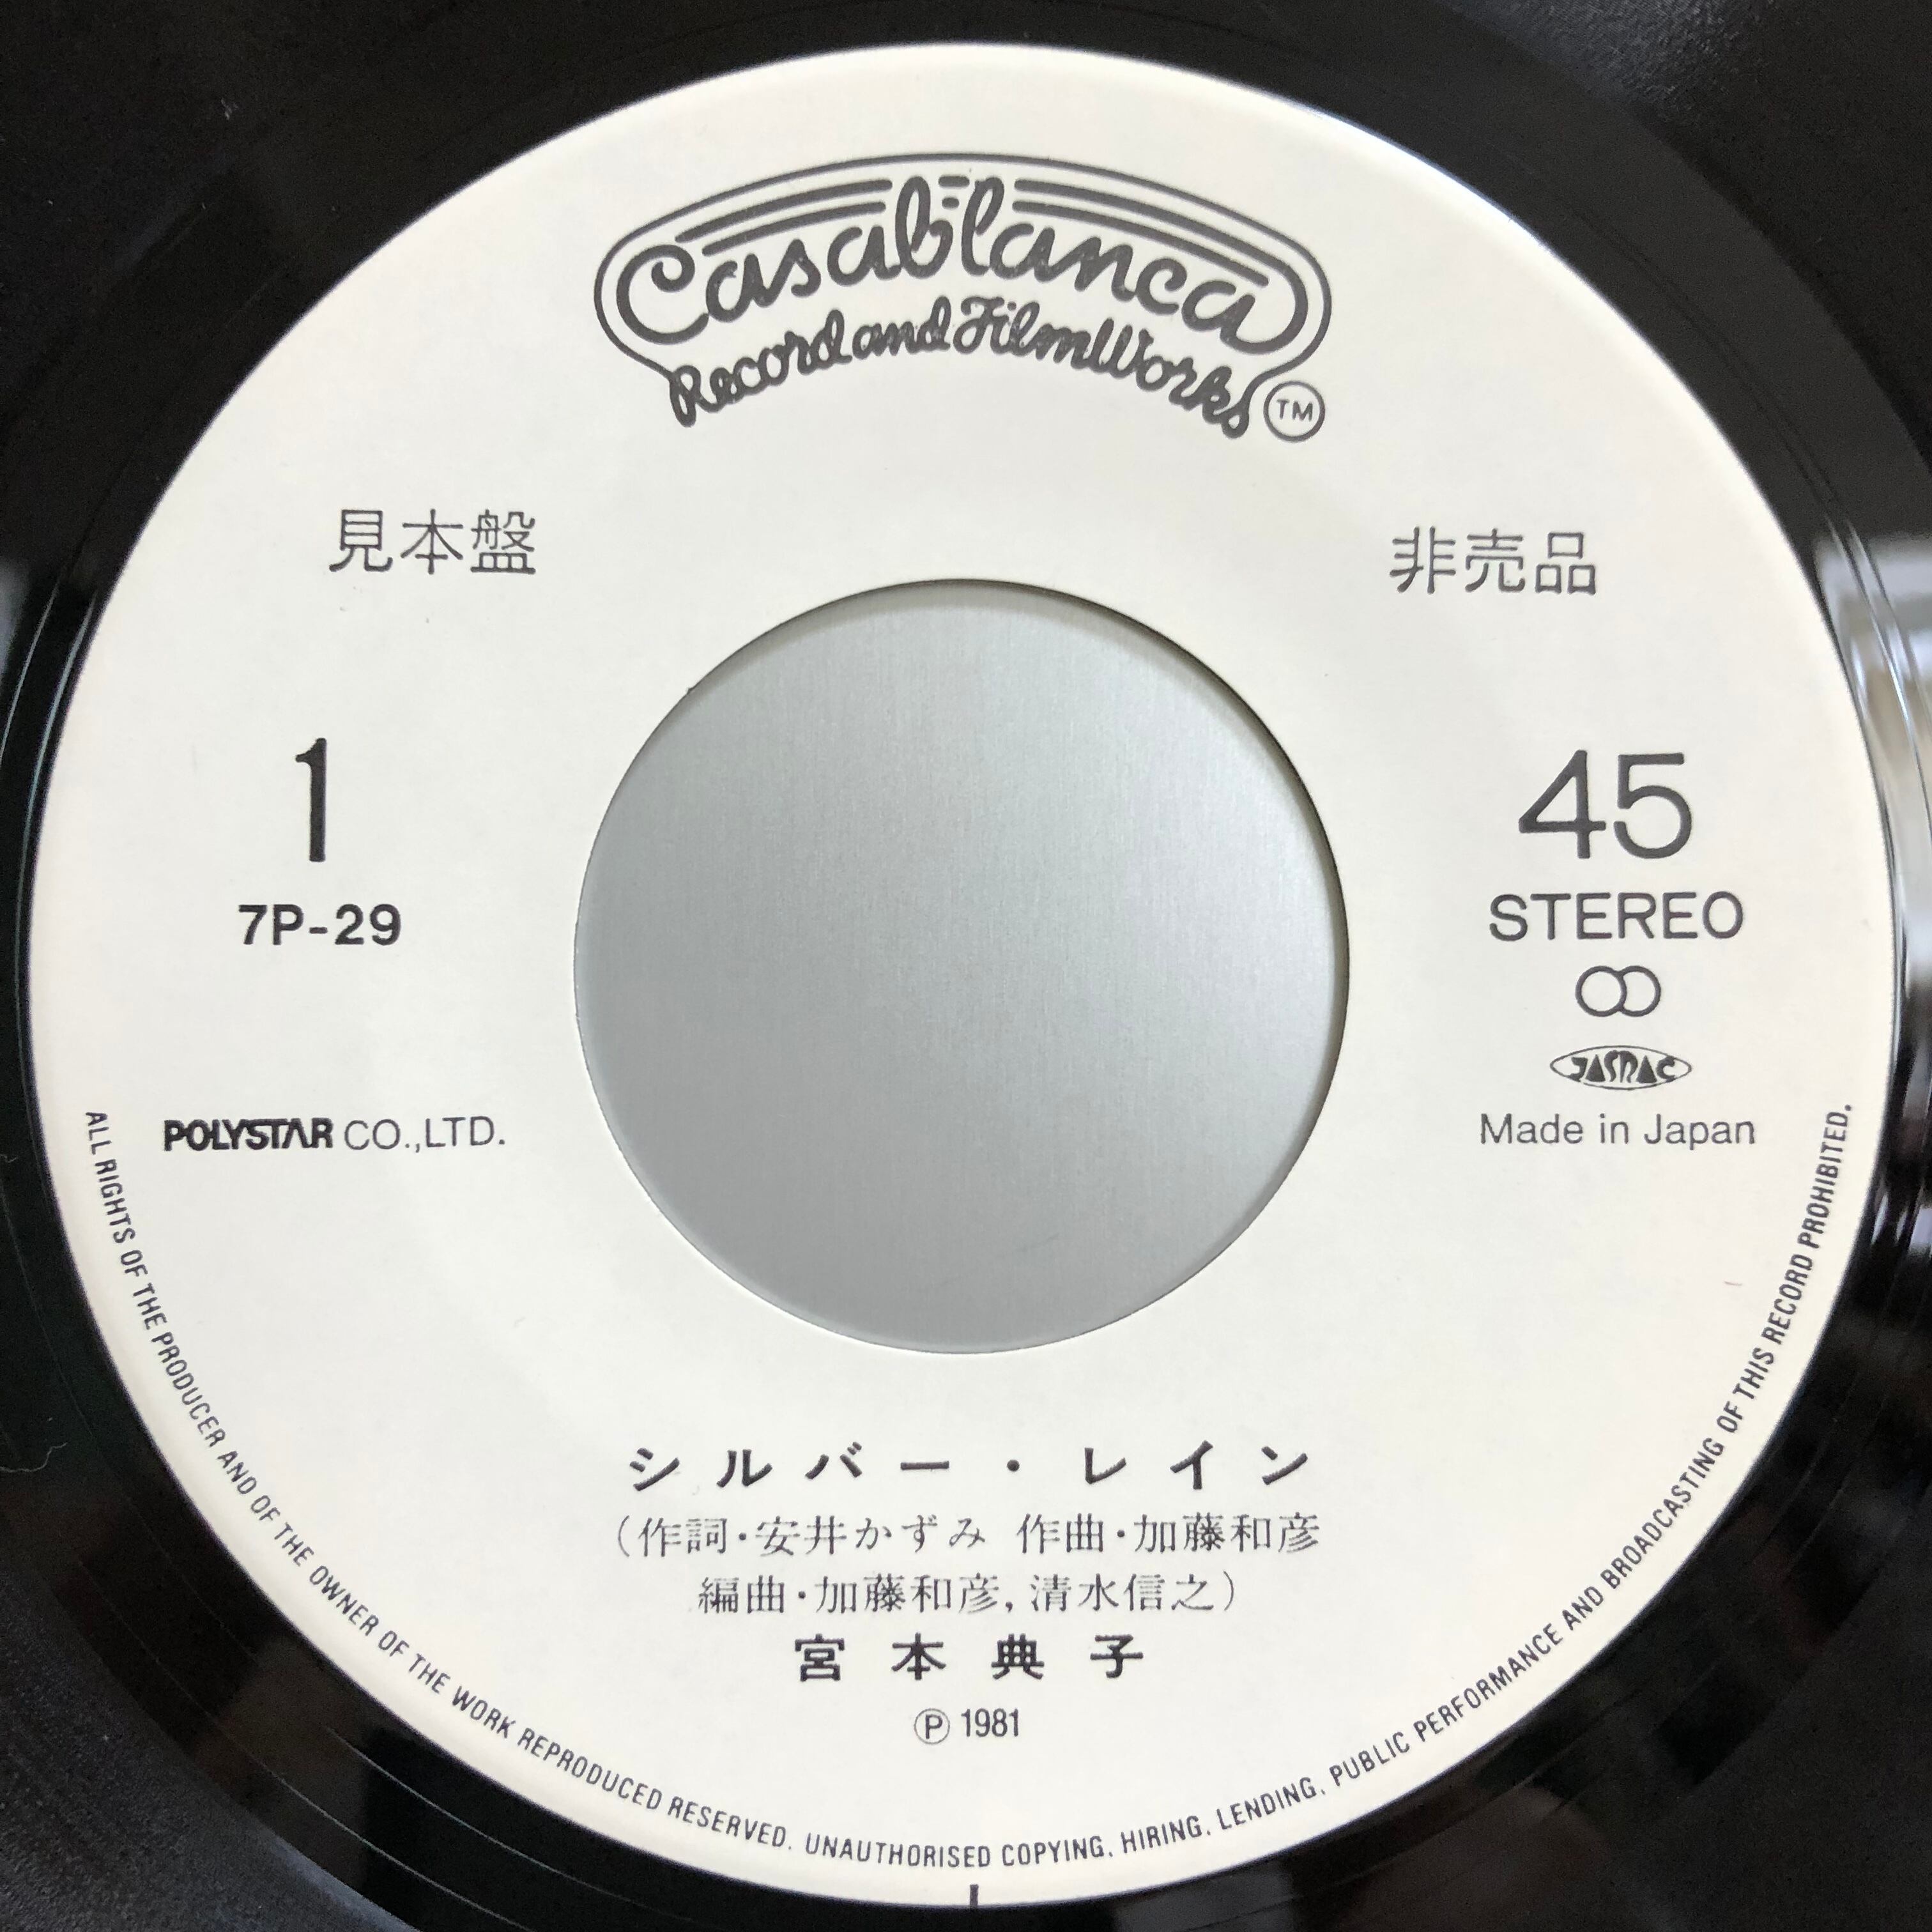 Casablanca
Record and FilmWorks
TM
見本盤
非売品
1
7P-29
45
STEREO
JASRAC
POLYSTAR CO.,LTD.
Made in Japan
シルバー・レイン
(作詞・安井かずみ 作曲・加藤和彦
編曲・加藤和彦,清水信之)
宮本典子
Ⓟ 1981
ALL RIGHTS OF THE PRODUCER AND OF THE OWNER OF THE WORK REPRODUCED RESERVED. UNAUTHORISED COPYING, HIRING, LENDING, PUBLIC PERFORMANCE AND BROADCASTING OF THIS RECORD PROHIBITED.